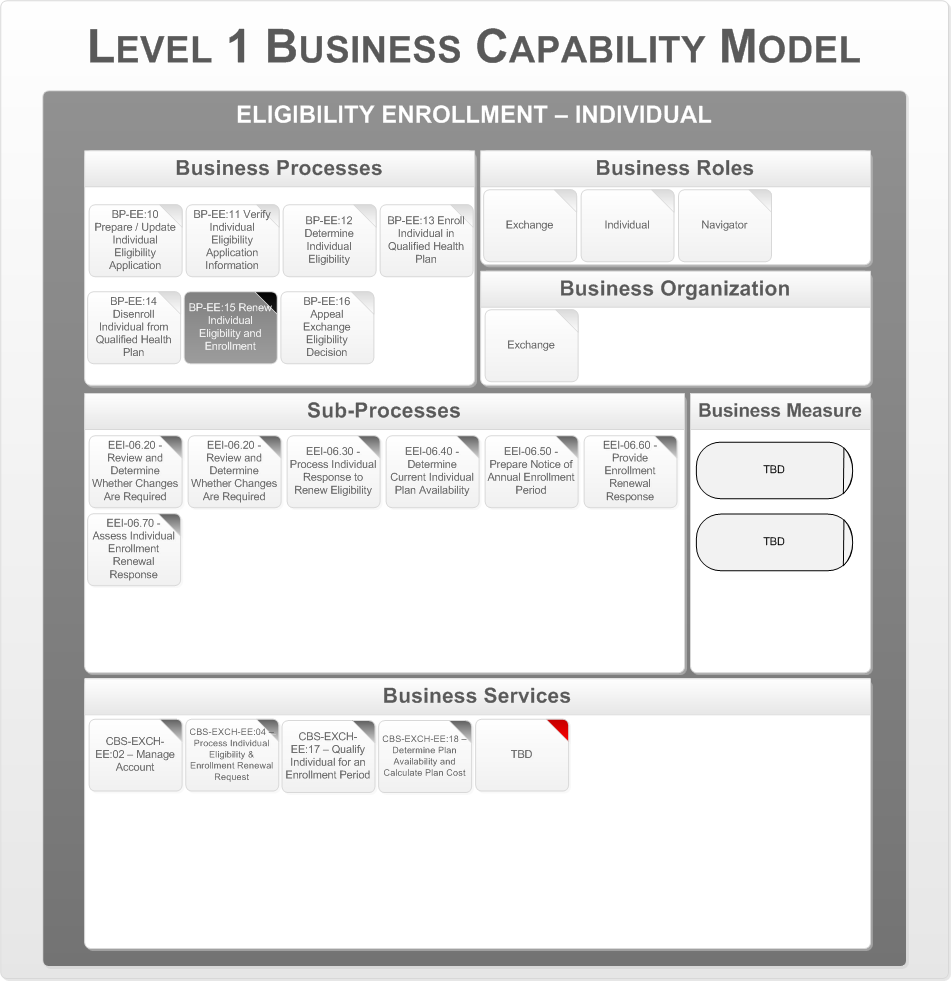 LEVEL 1 BUSINESS CAPABILITY MODEL
ELIGIBILITY ENROLLMENT – INDIVIDUAL
Business Processes
BP-EE:10
Prepare / Update
Individual
Eligibility
Application
BP-EE:11 Verify
Individual
Eligibility
Application
Information
BP-EE:12
Determine
Individual
Eligibility
BP-EE:13 Enroll
Individual in
Qualified Health
Plan
BP-EE:14
Disenroll
Individual from
Qualified Health
Plan
BP-EE:15 Renew
Individual
Eligibility and
Enrollment
BP-EE:16
Appeal
Exchange
Eligibility
Decision
Business Roles
Exchange
Individual
Navigator
Business Organization
Exchange
Sub-Processes
EEI-06.20 -
Review and
Determine
Whether Changes
Are Required
EEI-06.20 -
Review and
Determine
Whether Changes
Are Required
EEI-06.30 -
Process Individual
Response to
Renew Eligibility
EEI-06.40 -
Determine
Current Individual
Plan Availability
EEI-06.50 -
Prepare Notice of
Annual Enrollment
Period
EEI-06.60 -
Provide
Enrollment
Renewal
Response
EEI-06.70 -
Assess Individual
Enrollment
Renewal
Response
Business Measure
TBD
TBD
Business Services
CBS-EXCH-
EE:02 – Manage
Account
CBS-EXCH-EE:04 –
Process Individual
Eligibility &
Enrollment Renewal
Request
CBS-EXCH-
EE:17 – Qualify
Individual for an
Enrollment Period
CBS-EXCH-EE:18 –
Determine Plan
Availability and
Calculate Plan Cost
TBD